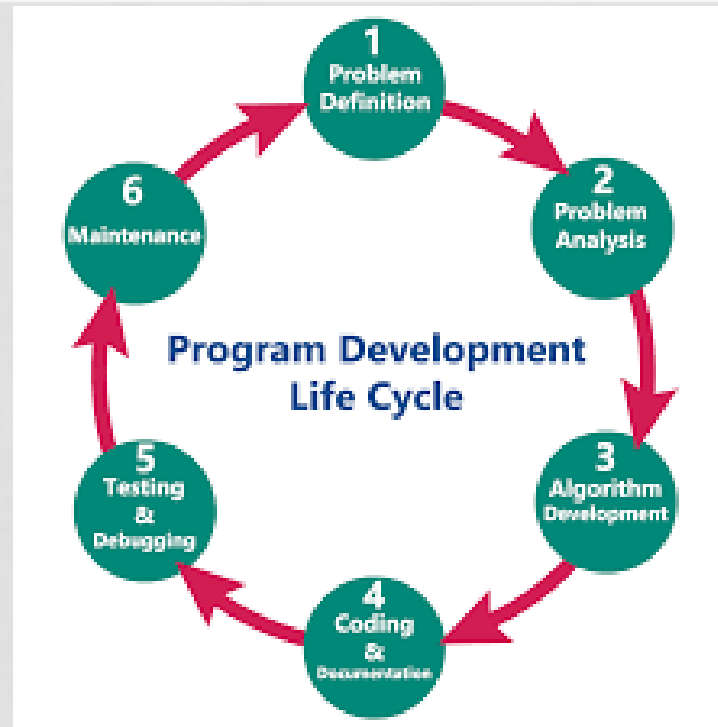 1
Problem
Definition
2
Problem
Analysis
3
Algorithm
Development
4
Coding
&
Documentation
5
Testing
&
Debugging
6
Maintenance
Program Development
Life Cycle